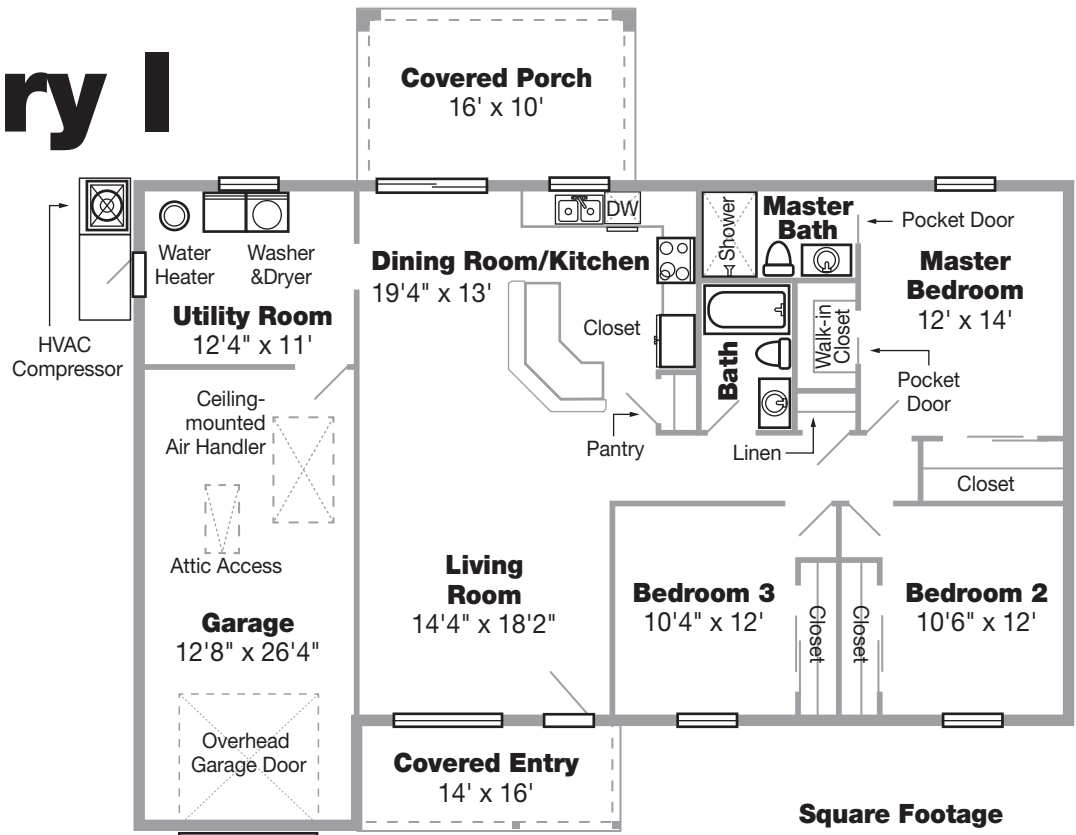 ry I
Covered Porch
16' x 10'
DW
Shower
Master
Bath
Pocket Door
Water
Heater
Washer
&Dryer
Dining Room/Kitchen
19'4" x 13'
Master
Bedroom
12' x 14'
Utility Room
12'4" x 11'
Closet
Walk-in
Closet
HVAC
Compressor
Bath
Pocket
Door
Ceiling-
mounted
Air Handler
Pantry
Linen
Closet
Attic Access
Living
Room
14'4" x 18'2"
Bedroom 3
10'4" x 12'
Closet
Closet
Bedroom 2
10'6" x 12'
Garage
12'8" x 26'4"
Overhead
Garage Door
Covered Entry
14' x 16'
Square Footage